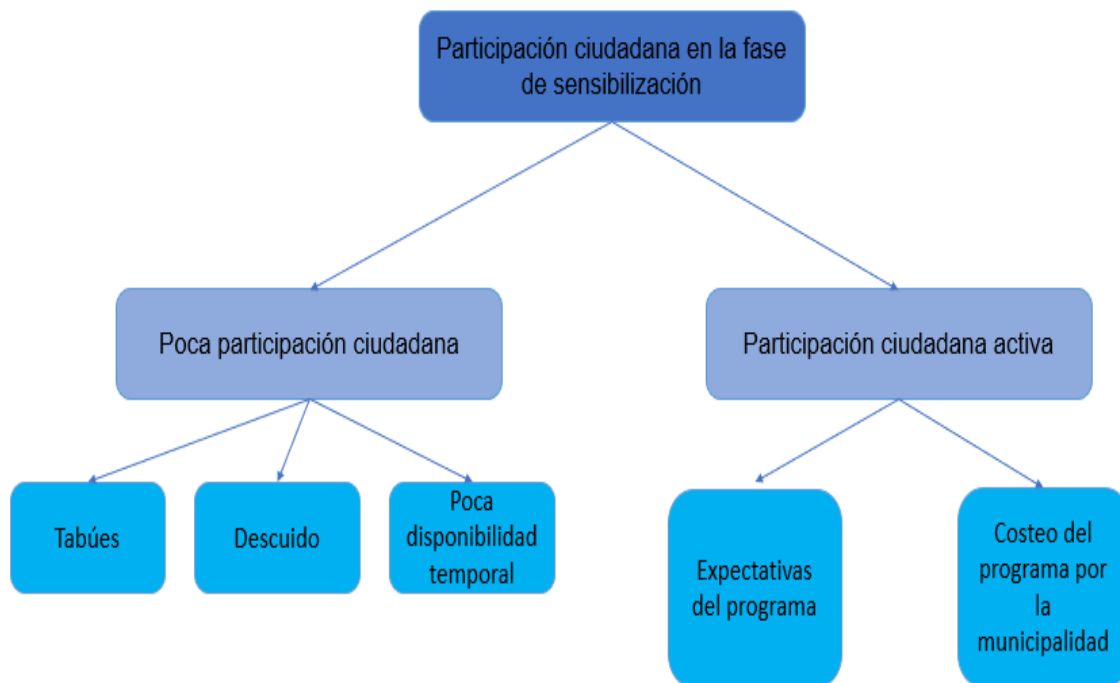 Participación ciudadana en la fase
de sensibilización
Poca participación ciudadana
Participación ciudadana activa
Tabúes
Descuido
Poca
disponibilidad
temporal
Expectativas
del programa
Costeo del
programa por
la
municipalidad